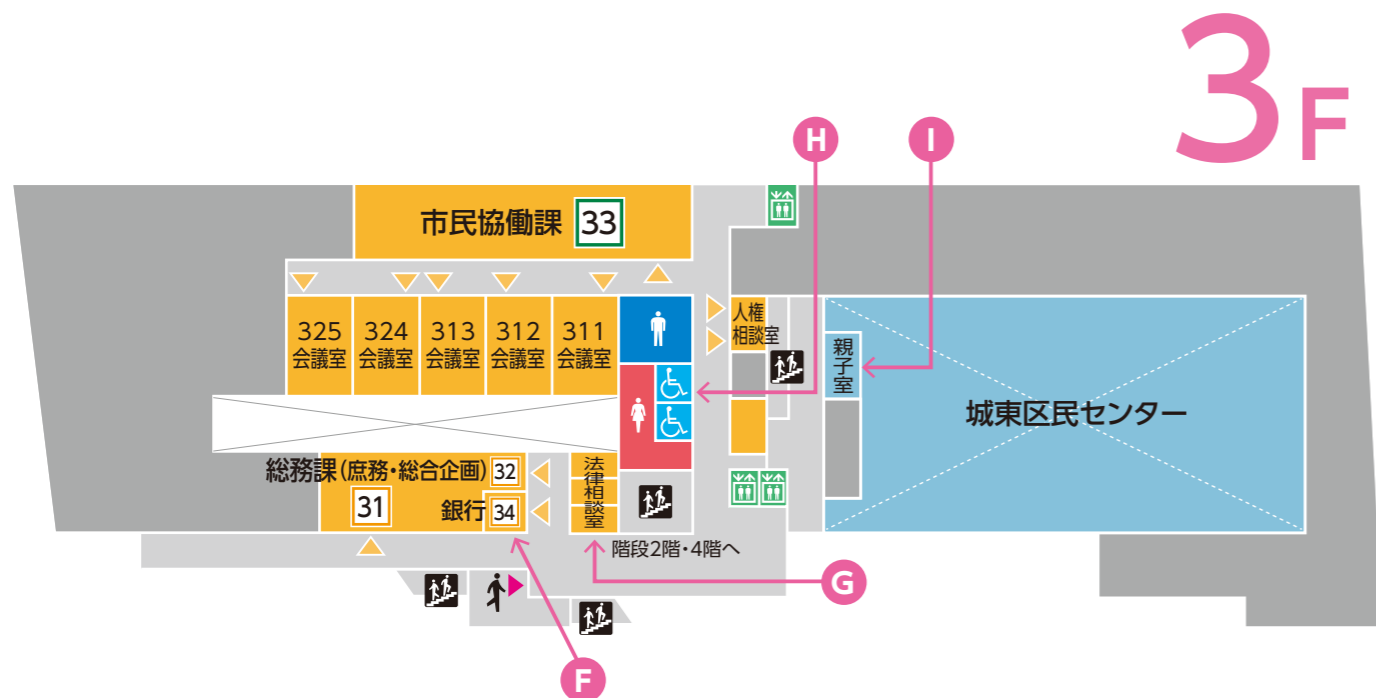 3F
H
I
市民協働課 33
325
会議室
324
会議室
313
会議室
312
会議室
311
会議室
人権
相談室
親子室
城東区民センター
総務課(庶務・総合企画) 32
31
銀行 34
法律相談室
階段2階・4階へ
G
F